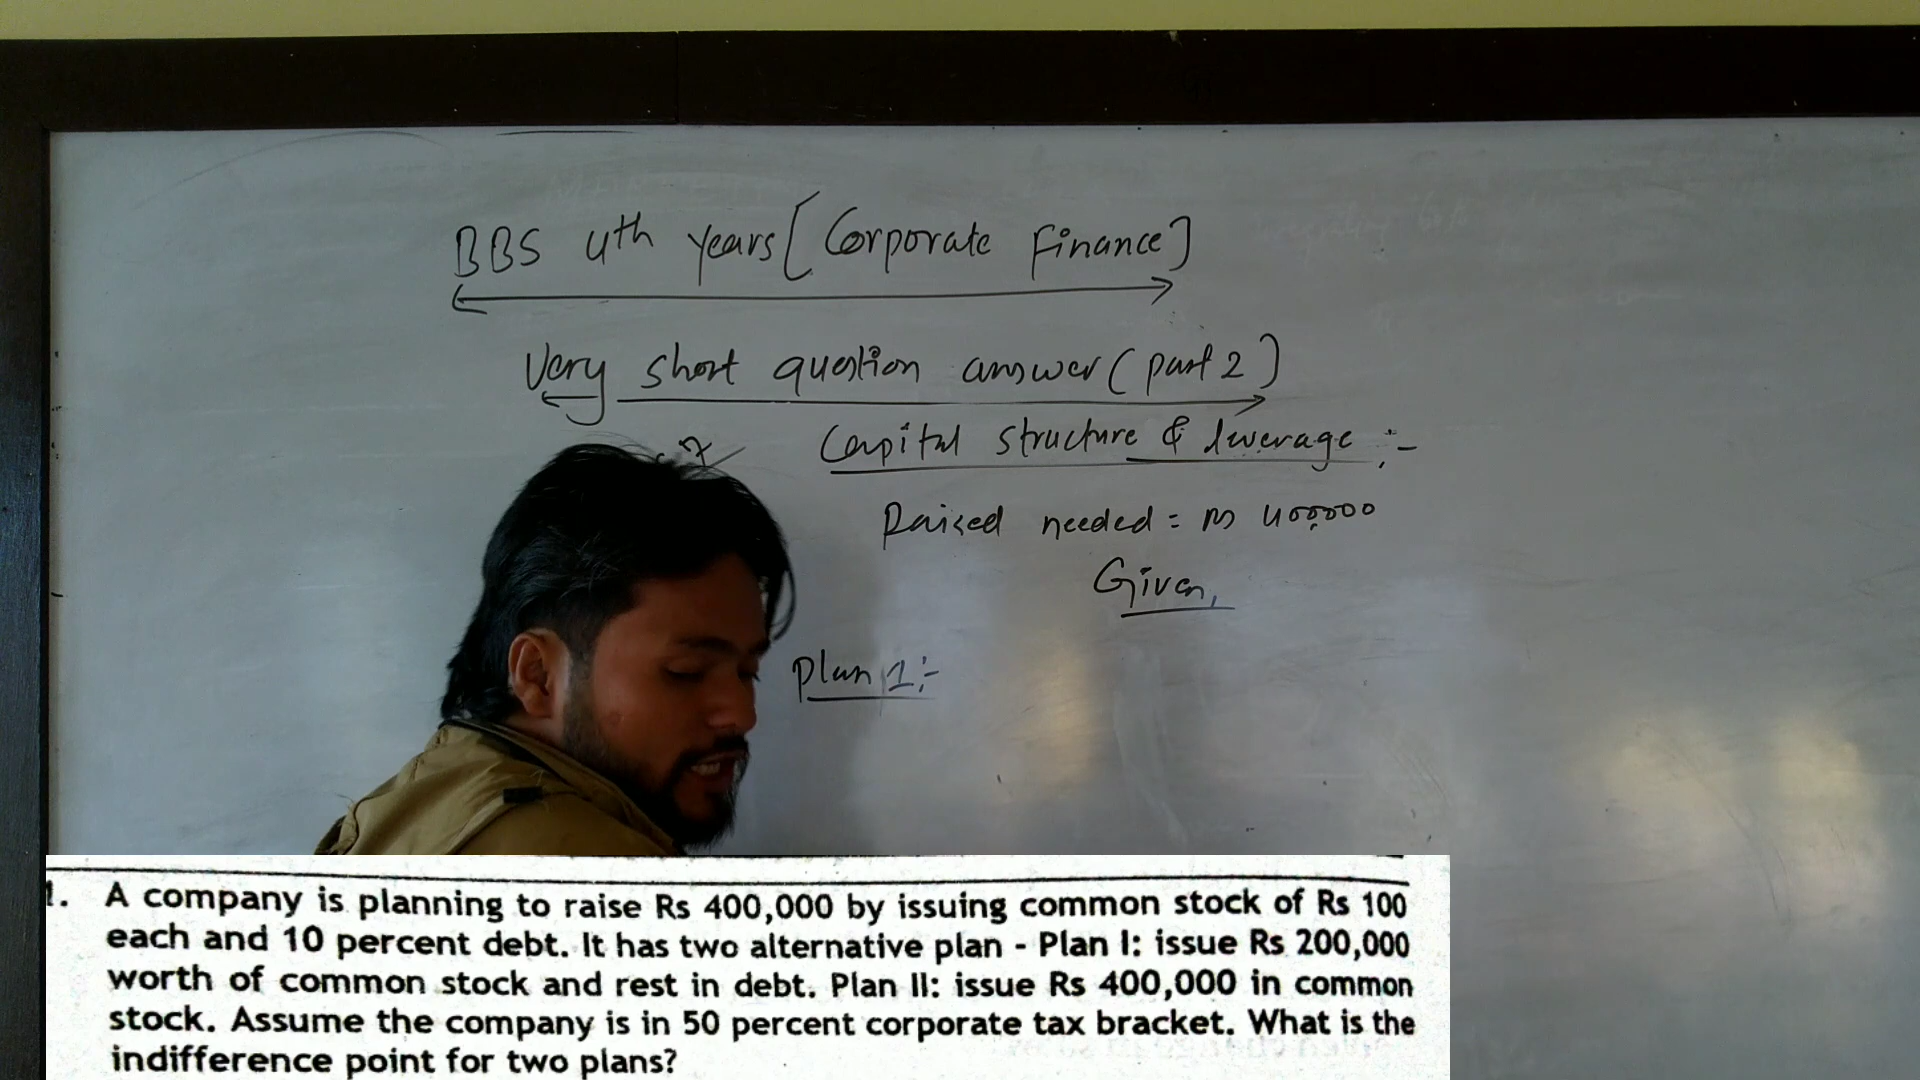 BBS 4th years [Corporate Finance]
Very short question answer (part 2)
Capital structure & leverage :-
Raised needed = Rs 400,000
Given,
Plan 1:-
1. A company is planning to raise Rs 400,000 by issuing common stock of Rs 100
each and 10 percent debt. It has two alternative plan - Plan I: issue Rs 200,000
worth of common stock and rest in debt. Plan II: issue Rs 400,000 in common
stock. Assume the company is in 50 percent corporate tax bracket. What is the
indifference point for two plans?